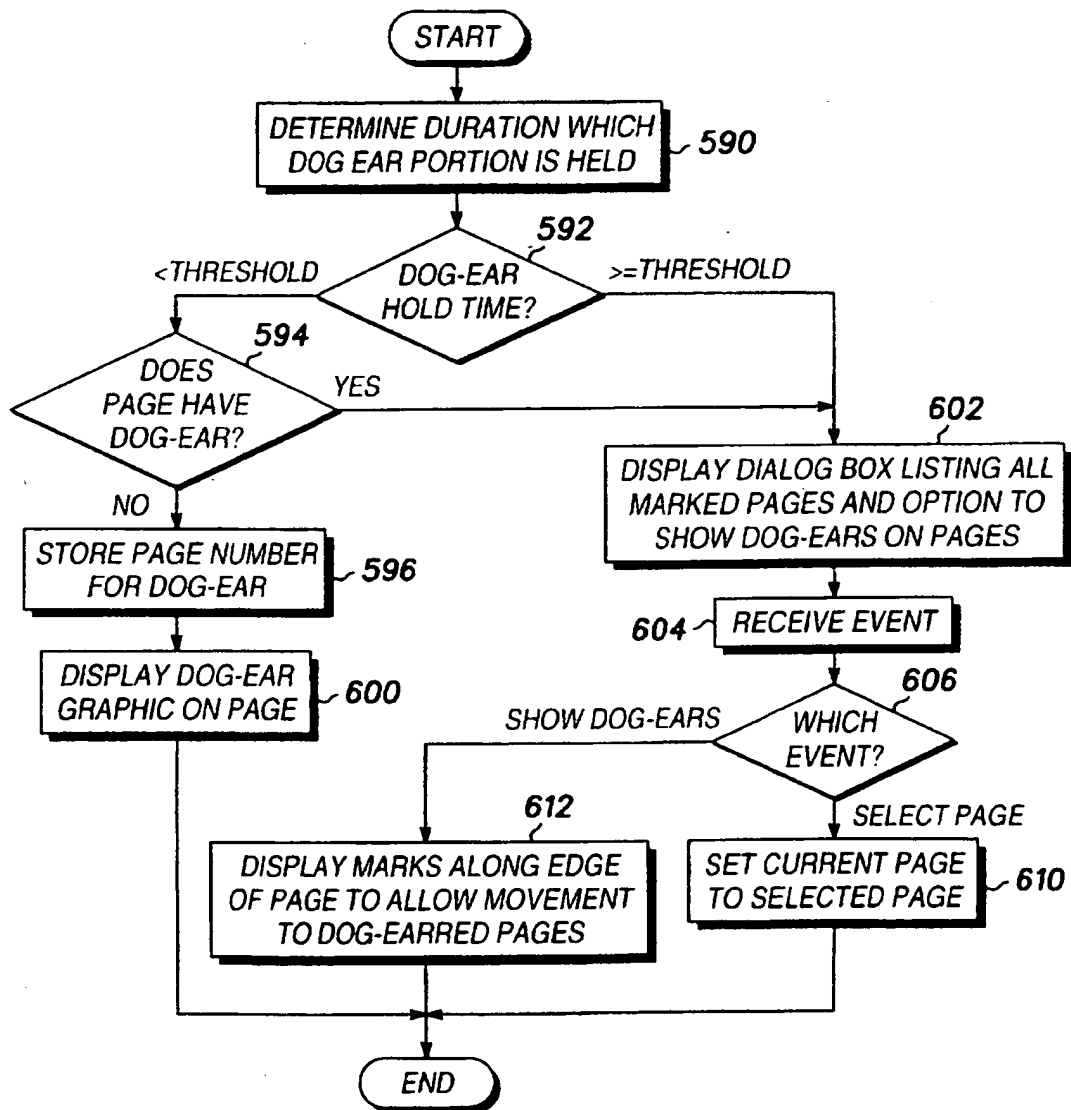 START
DETERMINE DURATION WHICH
DOG EAR PORTION IS HELD
590
592
<THRESHOLD
DOG-EAR
HOLD TIME?
>=THRESHOLD
594
DOES
PAGE HAVE
DOG-EAR?
YES
NO
602
DISPLAY DIALOG BOX LISTING ALL
MARKED PAGES AND OPTION TO
SHOW DOG-EARS ON PAGES
STORE PAGE NUMBER
FOR DOG-EAR
596
604
RECEIVE EVENT
DISPLAY DOG-EAR
GRAPHIC ON PAGE
600
606
SHOW DOG-EARS
WHICH
EVENT?
SELECT PAGE
612
DISPLAY MARKS ALONG EDGE
OF PAGE TO ALLOW MOVEMENT
TO DOG-EARRED PAGES
SET CURRENT PAGE
TO SELECTED PAGE
610
END